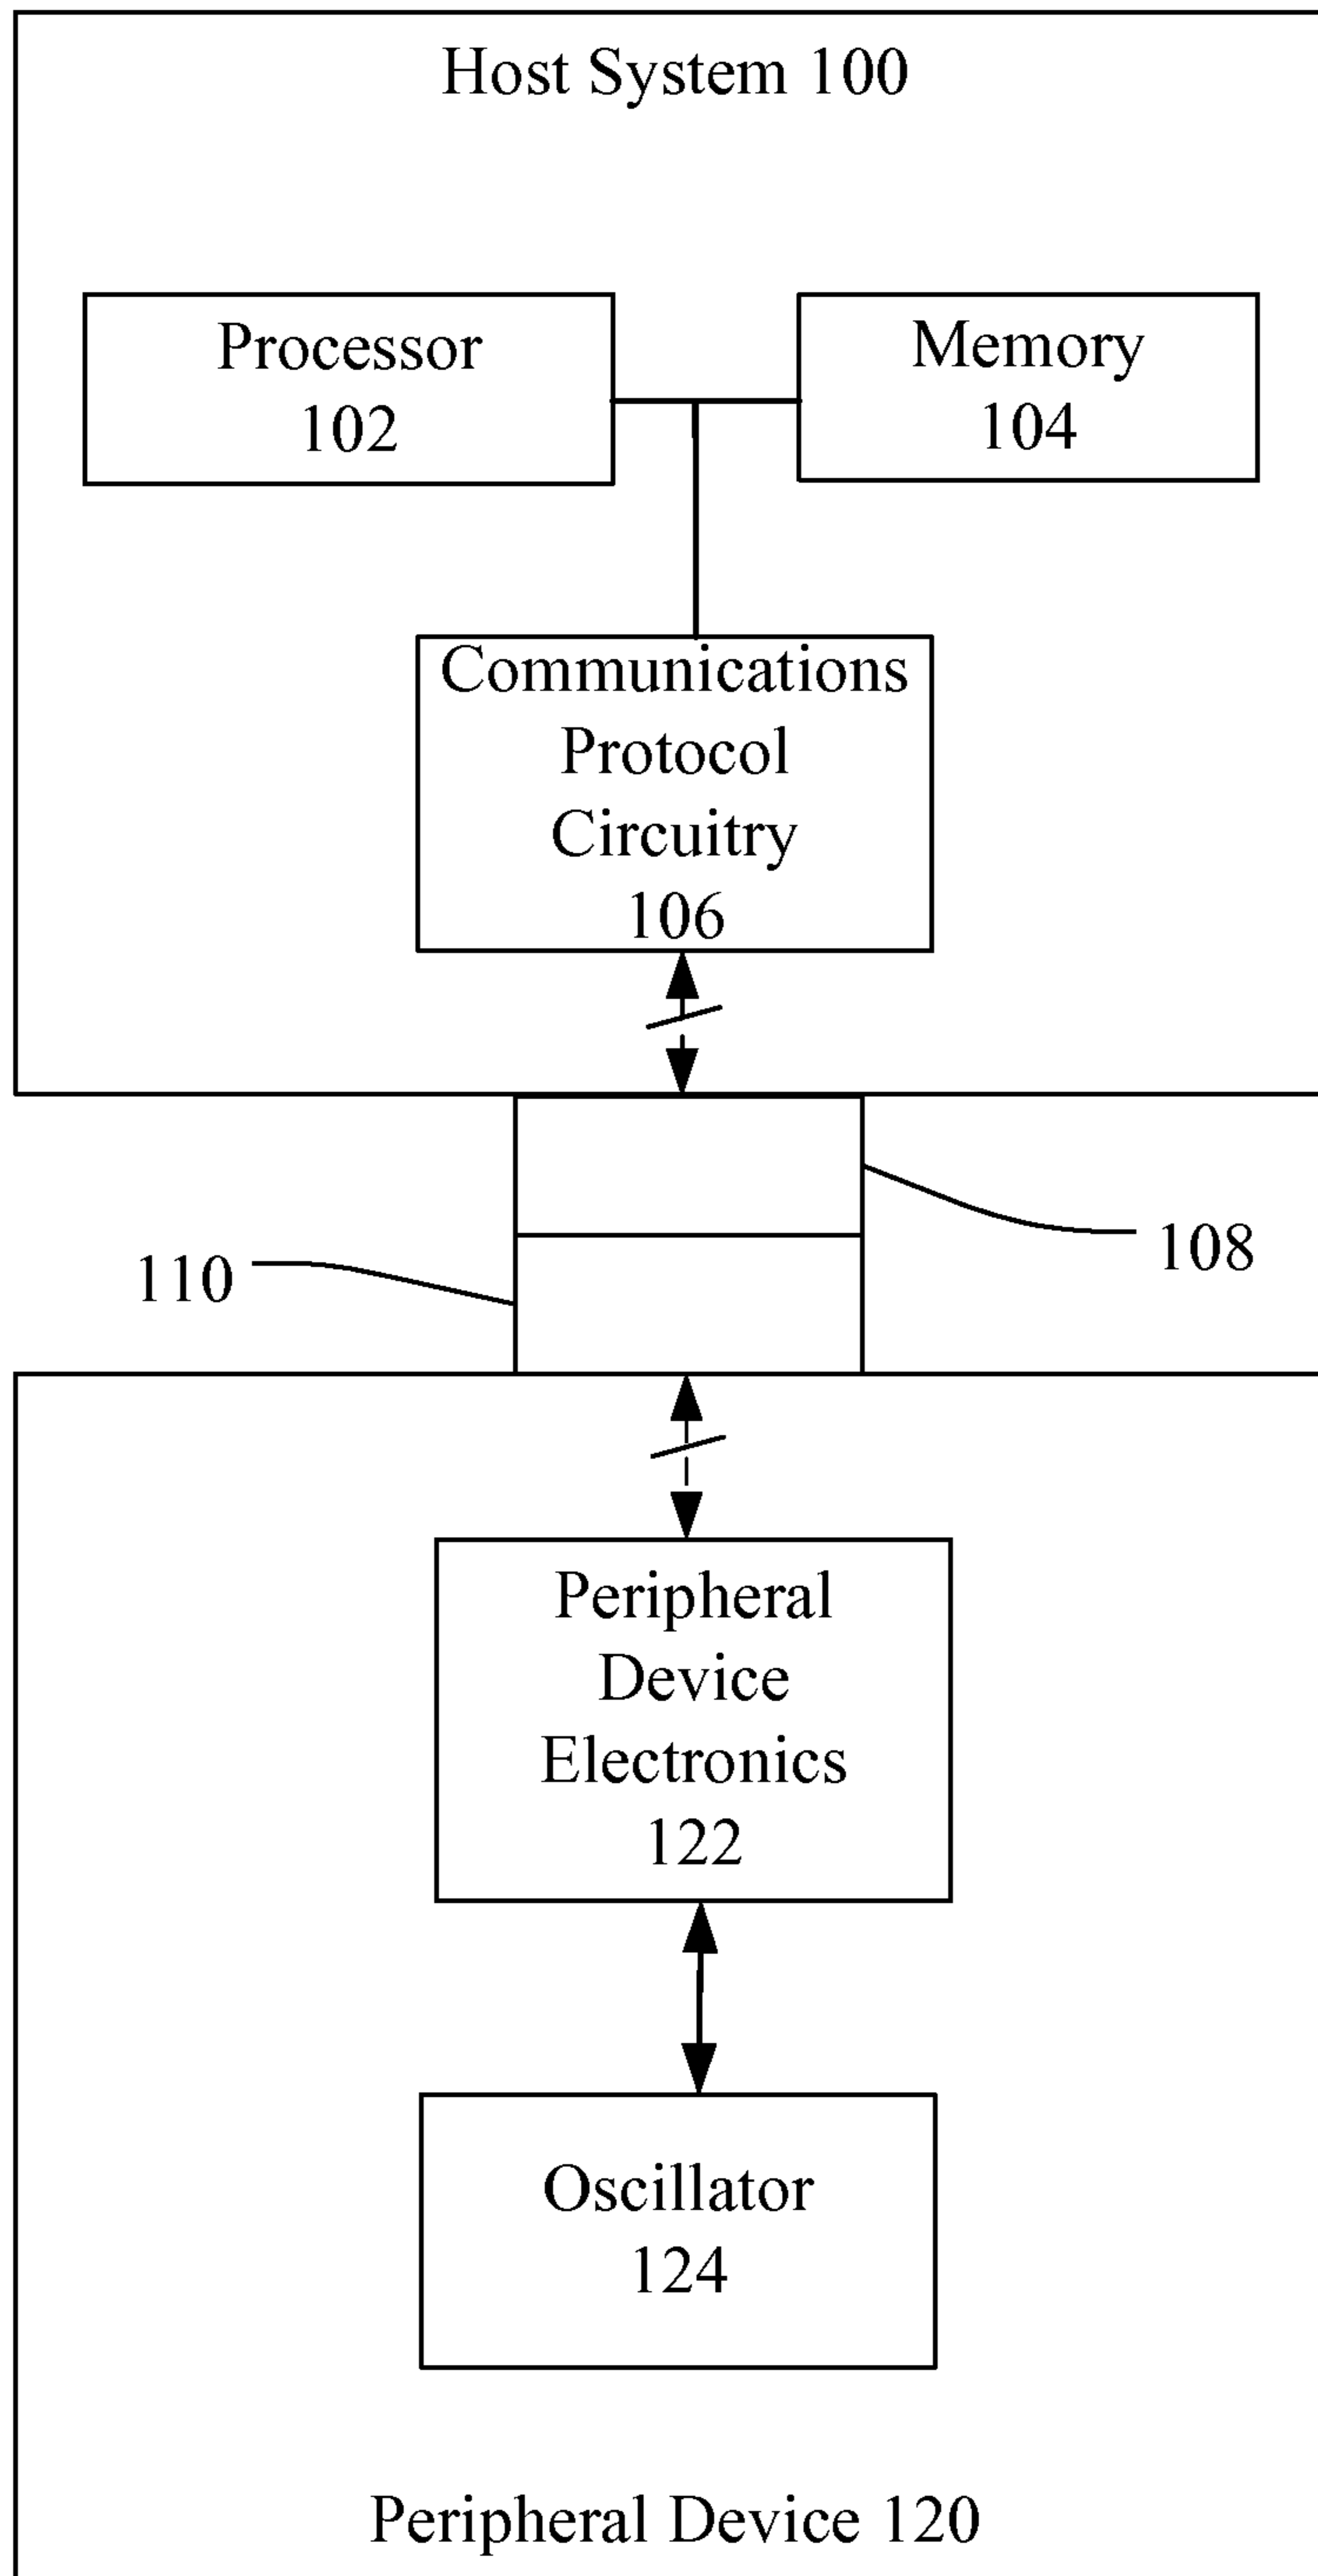 Host System 100
Processor
102
Memory
104
Communications
Protocol
Circuitry
106
108
110
Peripheral
Device
Electronics
122
Oscillator
124
Peripheral Device 120